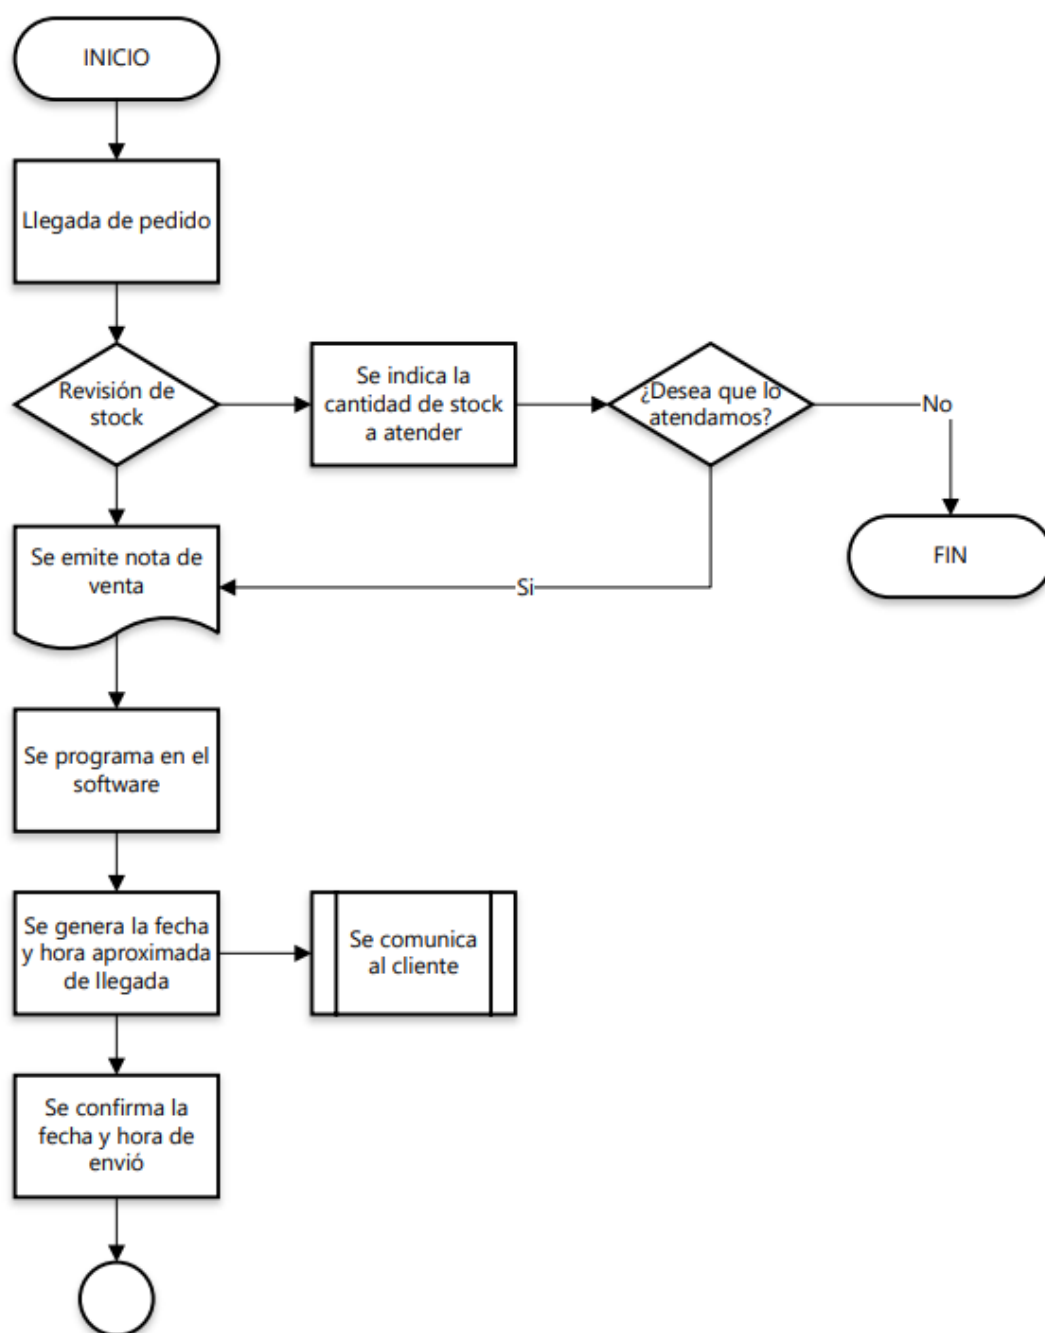 INICIO
Llegada de pedido
Revisión de
stock
Se indica la
cantidad de stock
a atender
¿Desea que lo
atendamos?
No
Se emite nota de
venta
Si
FIN
Se programa en el
software
Se genera la fecha
y hora aproximada
de llegada
Se comunica
al cliente
Se confirma la
fecha y hora de
envió